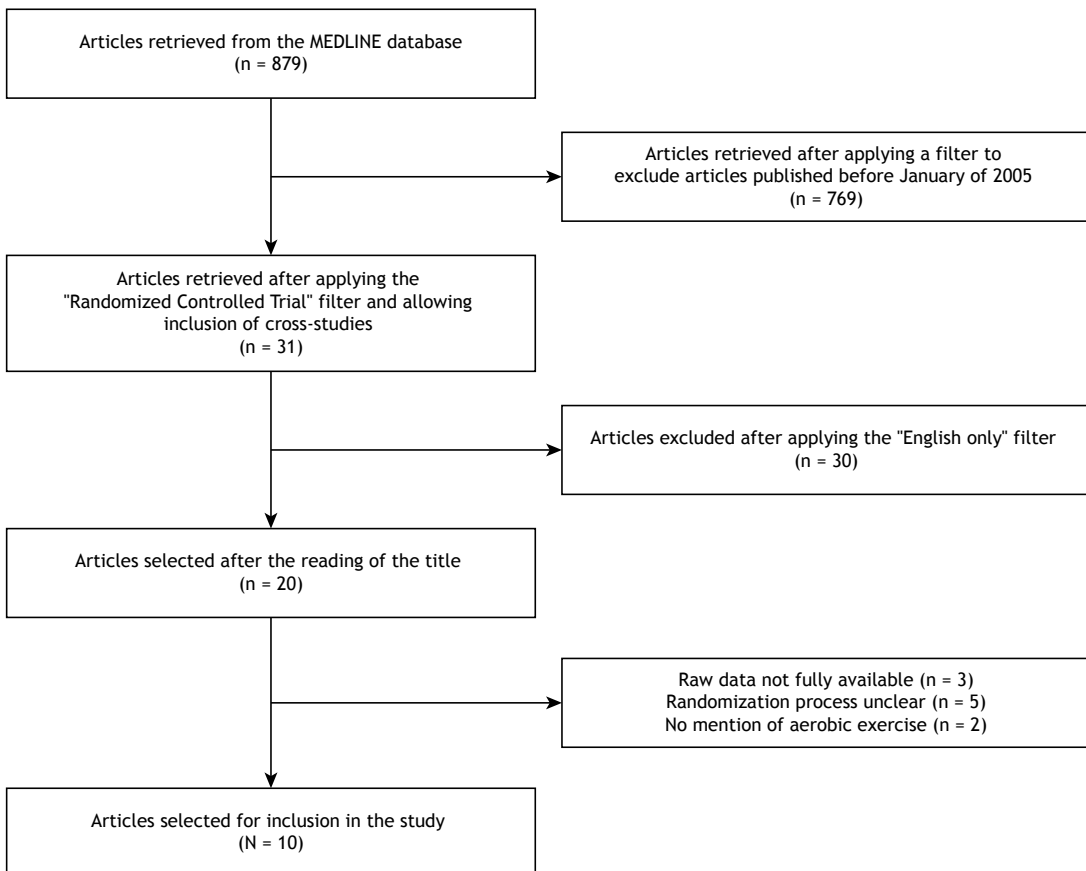 Articles retrieved from the MEDLINE database
(n = 879)
Articles retrieved after applying a filter to
exclude articles published before January of 2005
(n = 769)
Articles retrieved after applying the
"Randomized Controlled Trial" filter and allowing
inclusion of cross-studies
(n = 31)
Articles excluded after applying the "English only" filter
(n = 30)
Articles selected after the reading of the title
(n = 20)
Raw data not fully available (n = 3)
Randomization process unclear (n = 5)
No mention of aerobic exercise (n = 2)
Articles selected for inclusion in the study
(N = 10)